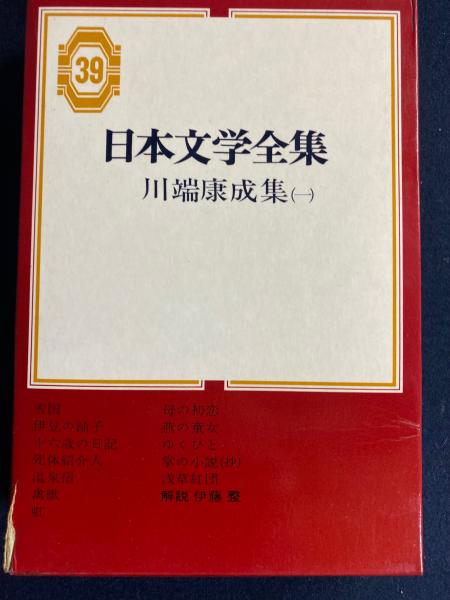 39
日本文学全集
川端康成集(一)
雪国
伊豆の踊子
十六歳の日記
死体紹介人
温泉宿
禽獣
虹
母の初恋
燕の童女
ゆくひと
掌の小説(抄)
浅草紅団
解説 伊藤 整